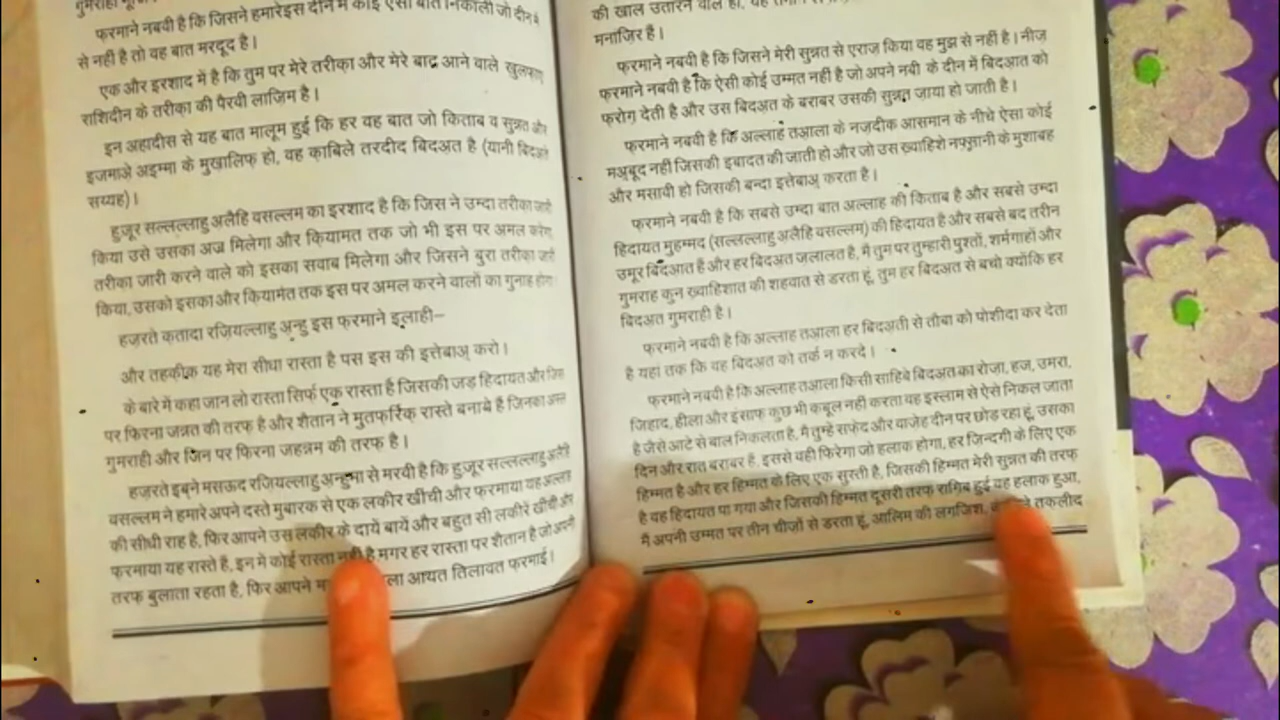 फ़रमाने नबवी है कि जिसने हमारे इस दीन में कोई ऐसी बात निकाली जो दीन में
से नहीं है तो वह बात मरदूद है।
एक और इरशाद में है कि तुम पर मेरे तरीक़ा और मेरे बाद आने वाले खुलफ़ाए
राशिदीन के तरीक़ा की पैरवी लाज़िम है।
इन अहादीस से यह बात मालूम हुई कि हर वह बात जो किताब व सुन्नत और
इजमाअे अइम्मा के मुखालिफ़ हो, वह क़ाबिले तरदीद बिदअ़त है (यानी बिदअ़ते
सय्यह)।
हुजूर सल्लल्लाहु अलैहि वसल्लम का इरशाद है कि जिस ने उम्दा तरीक़ा जारी
किया उसे उसका अज्र मिलेगा और क़ियामत तक जो भी इस पर अमल करेगा,
तरीक़ा जारी करने वाले को इसका सवाब मिलेगा और जिसने बुरा तरीक़ा जारी
किया, उसको इसका और क़ियामत तक इस पर अमल करने वालों का गुनाह होगा।
हज़रते क़तादा रज़ियल्लाहु अ़न्हु इस फ़रमाने इलाही–
और तहक़ीक़ यह मेरा सीधा रास्ता है पस इस की इत्तेबाअ़ करो।
के बारे में कहा जान लो रास्ता सिर्फ़ एक रास्ता है जिसकी जड़ हिदायत और जिस
पर फिरना जन्नत की तरफ़ है और शैतान ने मुतफ़र्रिक़ रास्ते बनाये हैं जिनका अस्ल
गुमराही और जिन पर फिरना जहन्नम की तरफ़ है।
हज़रते इबने मसऊद रज़ियल्लाहु अ़न्हुमा से मरवी है कि हुजूर सल्लल्लाहु अलैहि
वसल्लम ने हमारे अपने दस्ते मुबारक से एक लकीर खींची और फ़रमाया यह अल्लाह
की सीधी राह है, फिर आपने उस लकीर के दायें बायें और बहुत सी लकीरें खींचीं और
फ़रमाया यह रास्ते हैं, इन में कोई रास्ता नहीं है मगर हर रास्ता पर शैतान है जो अपनी
तरफ़ बुलाता रहता है, फिर आपने आयत तिलावत फ़रमाई।
की खाल उतारने वाले हों, यह
मनाज़िर हैं।
फ़रमाने नबवी है कि जिसने मेरी सुन्नत से एराज़ किया वह मुझ से नहीं है। नीज़
फ़रमाने नबवी है कि ऐसी कोई उम्मत नहीं है जो अपने नबी के दीन में बिदअ़त को
फ़रोग़ देती है और उस बिदअ़त के बराबर उसकी सुन्नत ज़ाया हो जाती है।
फ़रमाने नबवी है कि अल्लाह तआला के नज़दीक आसमान के नीचे ऐसा कोई
मअ़बूद नहीं जिसकी इबादत की जाती हो और जो उस ख्वाहिशे नफ़्सानी के मुशाबह
और मसावी हो जिसकी बन्दा इत्तेबाअ़ करता है।
फ़रमाने नबवी है कि सबसे उम्दा बात अल्लाह की किताब है और सबसे उम्दा
हिदायत मुहम्मद (सल्लल्लाहु अलैहि वसल्लम) की हिदायत है और सबसे बद तरीन
उमूर बिदआत हैं और हर बिदअ़त ज़लालत है, मैं तुम पर तुम्हारी पुश्तों, शर्मगाहों और
गुमराह कुन ख्वाहिशात की शहवात से डरता हूं, तुम हर बिदअ़त से बचो क्योंकि हर
बिदअ़त गुमराही है।
फ़रमाने नबवी है कि अल्लाह तआला हर बिदअ़ती से तौबा को पोशीदा कर देता
है यहां तक कि वह बिदअ़त को तर्क न करदे।
फ़रमाने नबवी है कि अल्लाह तआला किसी साहिबे बिदअ़त का रोज़ा, हज, उमरा,
जिहाद, हीला और इंसाफ़ कुछ भी कबूल नहीं करता वह इस्लाम से ऐसे निकल जाता
है जैसे आटे से बाल निकलता है, मैं तुम्हें सफ़ेद और वाज़ेह दीन पर छोड़ रहा हूं, उसका
दिन और रात बराबर है, इससे वही फिरेगा जो हलाक होगा, हर ज़िन्दगी के लिए एक
हिम्मत है और हर हिम्मत के लिए एक सुस्ती है, जिसकी हिम्मत मेरी सुन्नत की तरफ़
है वह हिदायत पा गया और जिसकी हिम्मत दूसरी तरफ़ राग़िब हुई वह हलाक हुआ,
मैं अपनी उम्मत पर तीन चीज़ों से डरता हूं, आलिम की लग़ज़िश, तक़लीद